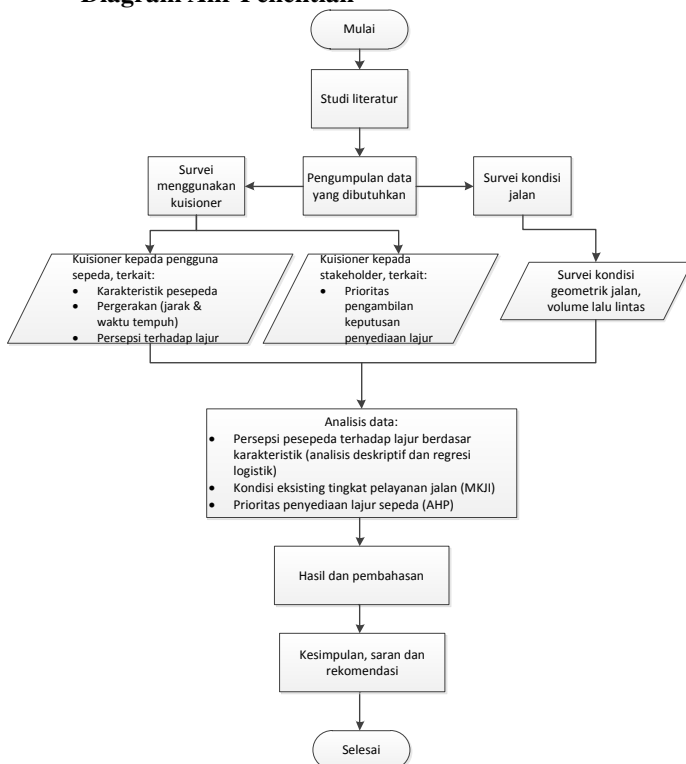 Diagram Alir Penelitian
Mulai
Studi literatur
Survei
menggunakan
kuisioner
Pengumpulan data
yang dibutuhkan
Survei kondisi
jalan
Kuisioner kepada pengguna
sepeda, terkait:
• Karakteristik pesepeda
• Pergerakan (jarak &
waktu tempuh)
• Persepsi terhadap lajur
Kuisioner kepada
stakeholder, terkait:
• Prioritas
pengambilan
keputusan
penyediaan lajur
Survei kondisi
geometrik jalan,
volume lalu lintas
Analisis data:
• Persepsi pesepeda terhadap lajur berdasar
karakteristik (analisis deskriptif dan regresi
logistik)
• Kondisi eksisting tingkat pelayanan jalan (MKJI)
• Prioritas penyediaan lajur sepeda (AHP)
Hasil dan pembahasan
Kesimpulan, saran dan
rekomendasi
Selesai